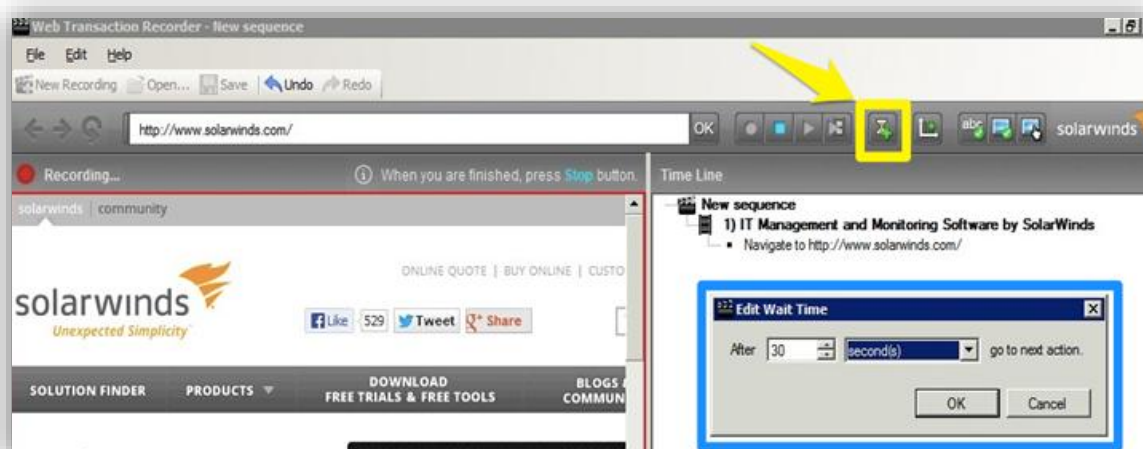 Web Transaction Recorder - New sequence
File Edit Help
New Recording Open... Save Undo Redo
http://www.solarwinds.com/ OK abc solarwinds
Recording... When you are finished, press Stop button.
Time Line
solarwinds community
New sequence
1) IT Management and Monitoring Software by SolarWinds
Navigate to http://www.solarwinds.com/
ONLINE QUOTE | BUY ONLINE | CUSTO
solarwinds
Unexpected Simplicity
Like 529 Tweet g+ Share
Edit Wait Time
After 30 second(s) go to next action.
OK Cancel
SOLUTION FINDER PRODUCTS DOWNLOAD
FREE TRIALS & FREE TOOLS BLOGS &
COMMUN